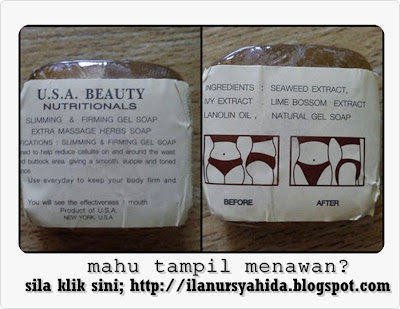 U.S.A. BEAUTY
NUTRITIONALS
SLIMMING & FIRMING GEL SOAP
EXTRA MASSAGE HERBS SOAP
: SLIMMING & FIRMING GEL SOAP
to help reduce cellulite on and around the waist
buttock area. giving a smooth, supple and toned
Use everyday to keep your body firm and
You will see the effectiveness 1 mouth
Product of U.S.A.
NEW YORK, U.S.A
INGREDIENTS : SEAWEED EXTRACT,
IVY EXTRACT LIME BOSSOM EXTRACT
LANOLIN OIL, NATURAL GEL SOAP
BEFORE AFTER
mahu tampil menawan?
sila klik sini; http://ilanursyahida.blogspot.com